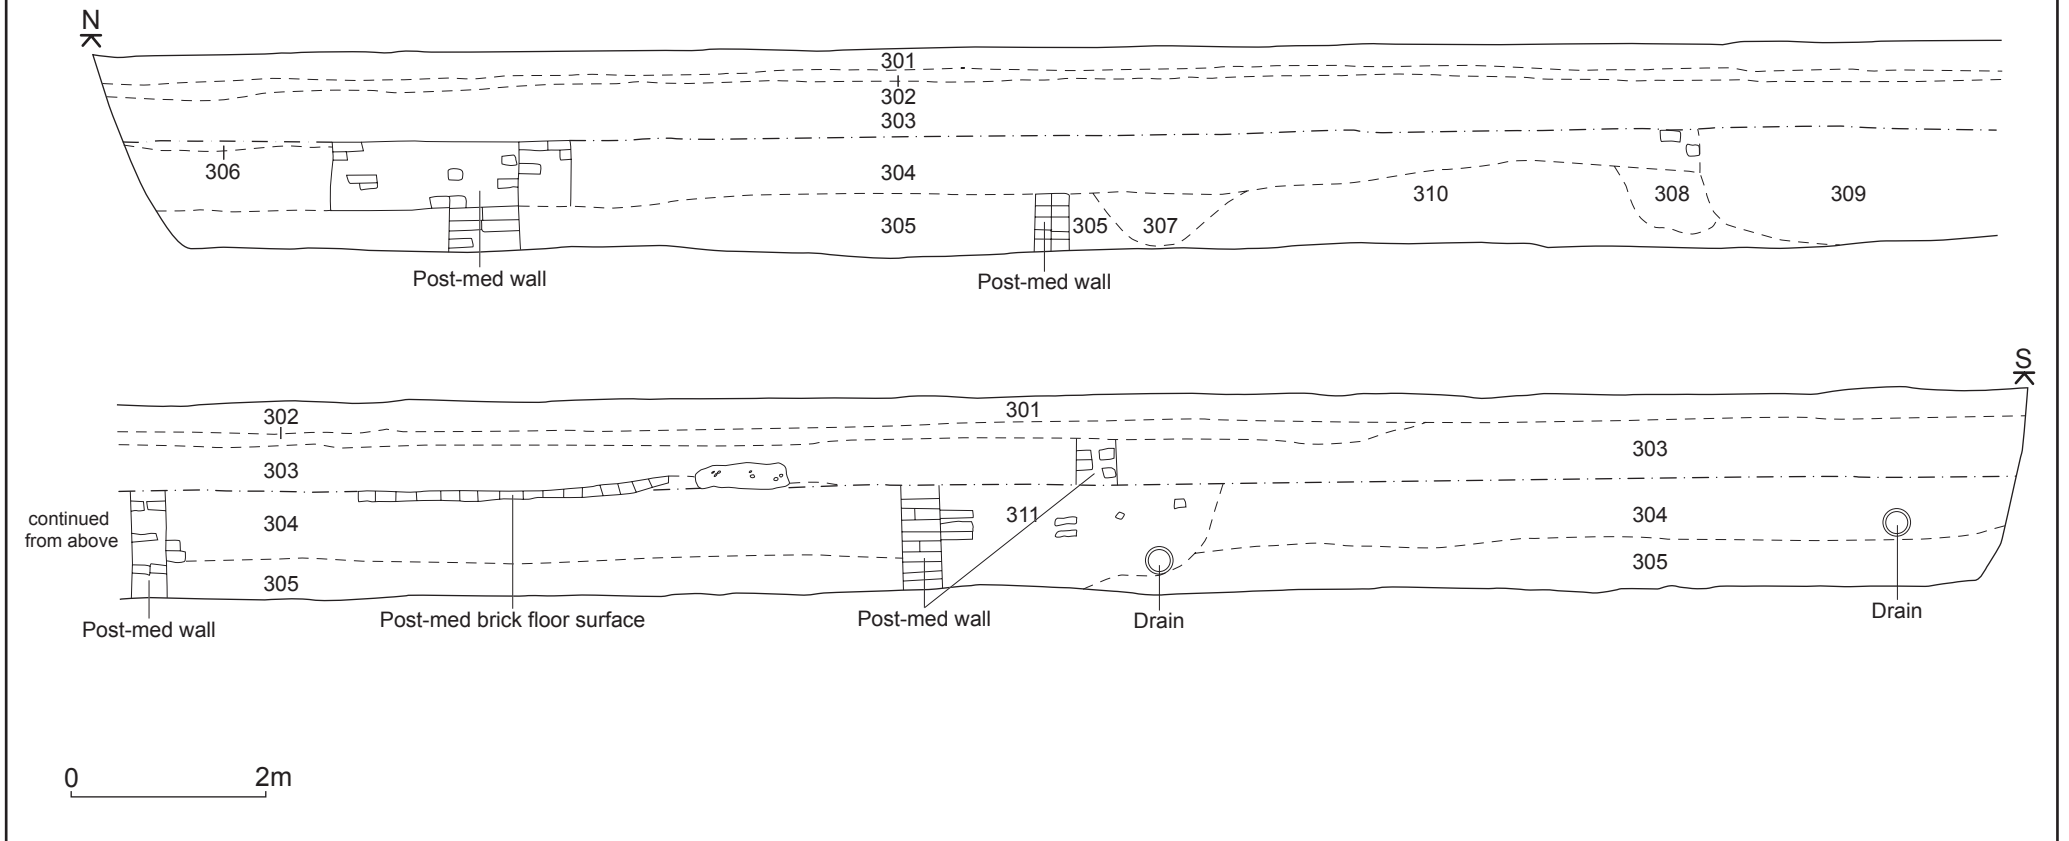 N
301
302
303
306
304
310
308
309
305
305
307
Post-med wall
Post-med wall
S
302
301
303
303
continued
from above
304
311
304
305
305
Post-med wall
Post-med brick floor surface
Post-med wall
Drain
Drain
0
2m